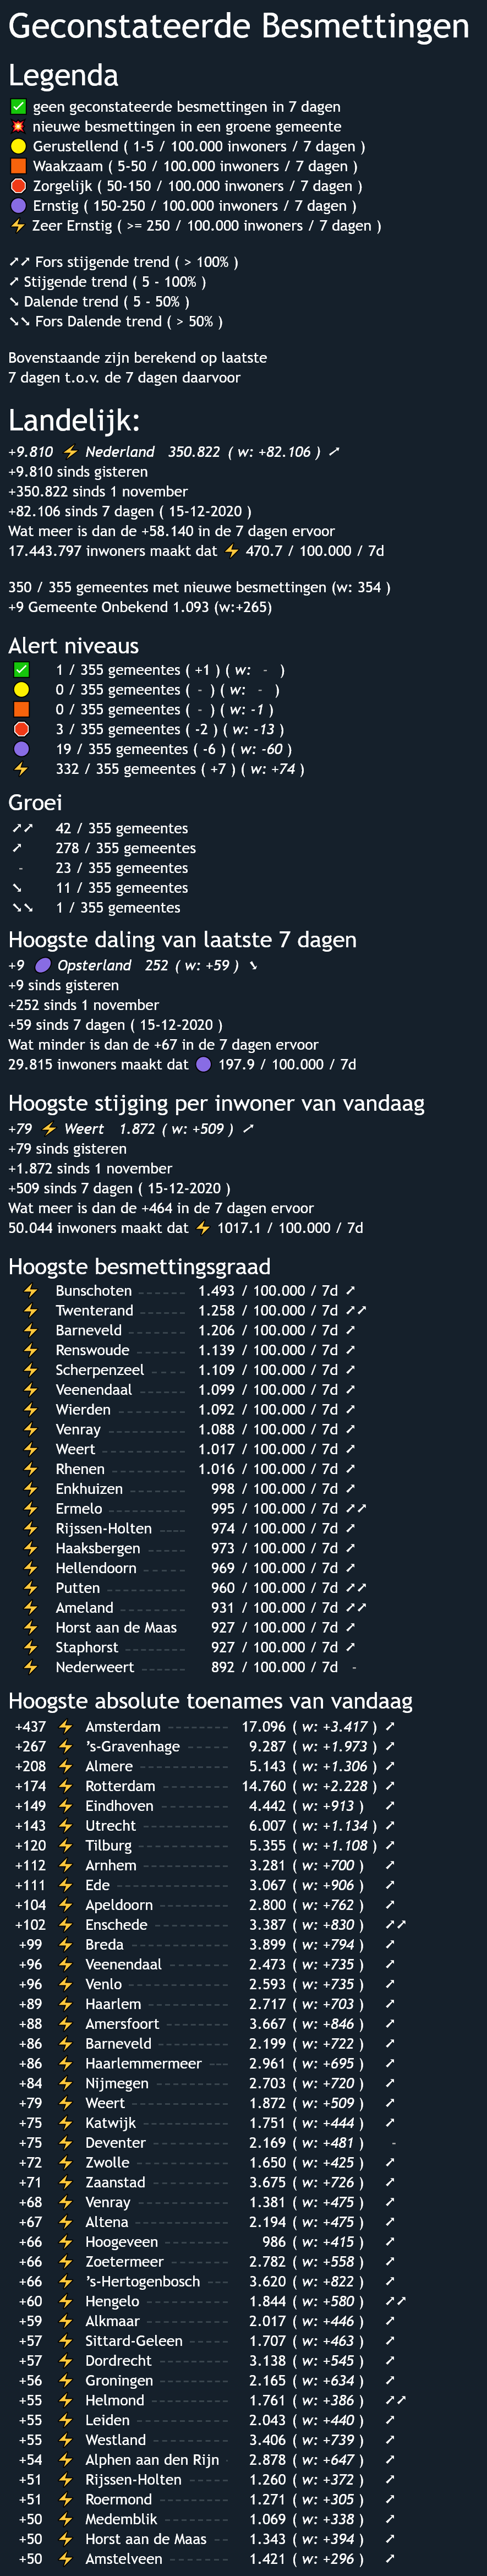 Geconstateerde Besmettingen
Legenda
✅ geen geconstateerde besmettingen in 7 dagen
💥 nieuwe besmettingen in een groene gemeente
🟡 Gerustellend ( 1-5 / 100.000 inwoners / 7 dagen )
🟧 Waakzaam ( 5-50 / 100.000 inwoners / 7 dagen )
🛑 Zorgelijk ( 50-150 / 100.000 inwoners / 7 dagen )
🟣 Ernstig ( 150-250 / 100.000 inwoners / 7 dagen )
⚡ Zeer Ernstig ( >= 250 / 100.000 inwoners / 7 dagen )
➚➚ Fors stijgende trend ( > 100% )
➚ Stijgende trend ( 5 - 100% )
➘ Dalende trend ( 5 - 50% )
➘➘ Fors Dalende trend ( > 50% )
Bovenstaande zijn berekend op laatste
7 dagen t.o.v. de 7 dagen daarvoor
Landelijk:
+9.810 ⚡ Nederland 350.822 ( w: +82.106 ) ➚
+9.810 sinds gisteren
+350.822 sinds 1 november
+82.106 sinds 7 dagen ( 15-12-2020 )
Wat meer is dan de +58.140 in de 7 dagen ervoor
17.443.797 inwoners maakt dat ⚡ 470.7 / 100.000 / 7d
350 / 355 gemeentes met nieuwe besmettingen (w: 354 )
+9 Gemeente Onbekend 1.093 (w:+265)
Alert niveaus
✅ 1 / 355 gemeentes ( +1 ) ( w: - )
🟡 0 / 355 gemeentes ( - ) ( w: - )
🟧 0 / 355 gemeentes ( - ) ( w: -1 )
🛑 3 / 355 gemeentes ( -2 ) ( w: -13 )
🟣 19 / 355 gemeentes ( -6 ) ( w: -60 )
⚡ 332 / 355 gemeentes ( +7 ) ( w: +74 )
Groei
➚➚ 42 / 355 gemeentes
➚ 278 / 355 gemeentes
- 23 / 355 gemeentes
➘ 11 / 355 gemeentes
➘➘ 1 / 355 gemeentes
Hoogste daling van laatste 7 dagen
+9 🟣 Opsterland 252 ( w: +59 ) ➘
+9 sinds gisteren
+252 sinds 1 november
+59 sinds 7 dagen ( 15-12-2020 )
Wat minder is dan de +67 in de 7 dagen ervoor
29.815 inwoners maakt dat 🟣 197.9 / 100.000 / 7d
Hoogste stijging per inwoner van vandaag
+79 ⚡ Weert 1.872 ( w: +509 ) ➚
+79 sinds gisteren
+1.872 sinds 1 november
+509 sinds 7 dagen ( 15-12-2020 )
Wat meer is dan de +464 in de 7 dagen ervoor
50.044 inwoners maakt dat ⚡ 1017.1 / 100.000 / 7d
Hoogste besmettingsgraad
⚡ Bunschoten ------- 1.493 / 100.000 / 7d ➚
⚡ Twenterand ------- 1.258 / 100.000 / 7d ➚➚
⚡ Barneveld -------- 1.206 / 100.000 / 7d ➚
⚡ Renswoude ------- 1.139 / 100.000 / 7d ➚
⚡ Scherpenzeel ----- 1.109 / 100.000 / 7d ➚
⚡ Veenendaal ------- 1.099 / 100.000 / 7d ➚
⚡ Wierden ---------- 1.092 / 100.000 / 7d ➚
⚡ Venray ----------- 1.088 / 100.000 / 7d ➚
⚡ Weert ------------ 1.017 / 100.000 / 7d ➚
⚡ Rhenen ----------- 1.016 / 100.000 / 7d ➚
⚡ Enkhuizen -------- 998 / 100.000 / 7d ➚
⚡ Ermelo ----------- 995 / 100.000 / 7d ➚➚
⚡ Rijssen-Holten ---- 974 / 100.000 / 7d ➚
⚡ Haaksbergen ------ 973 / 100.000 / 7d ➚
⚡ Hellendoorn ------ 969 / 100.000 / 7d ➚
⚡ Putten ----------- 960 / 100.000 / 7d ➚➚
⚡ Ameland --------- 931 / 100.000 / 7d ➚➚
⚡ Horst aan de Maas 927 / 100.000 / 7d ➚
⚡ Staphorst --------- 927 / 100.000 / 7d ➚
⚡ Nederweert ------- 892 / 100.000 / 7d -
Hoogste absolute toenames van vandaag
+437 ⚡ Amsterdam --------- 17.096 ( w: +3.417 ) ➚
+267 ⚡ ’s-Gravenhage ------- 9.287 ( w: +1.973 ) ➚
+208 ⚡ Almere ------------ 5.143 ( w: +1.306 ) ➚
+174 ⚡ Rotterdam --------- 14.760 ( w: +2.228 ) ➚
+149 ⚡ Eindhoven ---------- 4.442 ( w: +913 ) ➚
+143 ⚡ Utrecht ------------ 6.007 ( w: +1.134 ) ➚
+120 ⚡ Tilburg ------------ 5.355 ( w: +1.108 ) ➚
+112 ⚡ Arnhem ----------- 3.281 ( w: +700 ) ➚
+111 ⚡ Ede --------------- 3.067 ( w: +906 ) ➚
+104 ⚡ Apeldoorn ---------- 2.800 ( w: +762 ) ➚
+102 ⚡ Enschede ---------- 3.387 ( w: +830 ) ➚➚
+99 ⚡ Breda ------------- 3.899 ( w: +794 ) ➚
+96 ⚡ Veenendaal -------- 2.473 ( w: +735 ) ➚
+96 ⚡ Venlo -------------- 2.593 ( w: +735 ) ➚
+89 ⚡ Haarlem ----------- 2.717 ( w: +703 ) ➚
+88 ⚡ Amersfoort --------- 3.667 ( w: +846 ) ➚
+86 ⚡ Barneveld ---------- 2.199 ( w: +722 ) ➚
+86 ⚡ Haarlemmermeer --- 2.961 ( w: +695 ) ➚
+84 ⚡ Nijmegen ---------- 2.703 ( w: +720 ) ➚
+79 ⚡ Weert ------------- 1.872 ( w: +509 ) ➚
+75 ⚡ Katwijk ------------ 1.751 ( w: +444 ) ➚
+75 ⚡ Deventer ---------- 2.169 ( w: +481 ) -
+72 ⚡ Zwolle ------------- 1.650 ( w: +425 ) ➚
+71 ⚡ Zaanstad ---------- 3.675 ( w: +726 ) ➚
+68 ⚡ Venray ------------ 1.381 ( w: +475 ) ➚
+67 ⚡ Altena ------------- 2.194 ( w: +475 ) ➚
+66 ⚡ Hoogeveen --------- 986 ( w: +415 ) ➚
+66 ⚡ Zoetermeer -------- 2.782 ( w: +558 ) ➚
+66 ⚡ ’s-Hertogenbosch --- 3.620 ( w: +822 ) ➚
+60 ⚡ Hengelo ----------- 1.844 ( w: +580 ) ➚➚
+59 ⚡ Alkmaar ----------- 2.017 ( w: +446 ) ➚
+57 ⚡ Sittard-Geleen ----- 1.707 ( w: +463 ) ➚
+57 ⚡ Dordrecht --------- 3.138 ( w: +545 ) ➚
+56 ⚡ Groningen --------- 2.165 ( w: +634 ) ➚
+55 ⚡ Helmond ---------- 1.761 ( w: +386 ) ➚➚
+55 ⚡ Leiden ------------ 2.043 ( w: +440 ) ➚
+55 ⚡ Westland ---------- 3.406 ( w: +739 ) ➚
+54 ⚡ Alphen aan den Rijn - 2.878 ( w: +647 ) ➚
+51 ⚡ Rijssen-Holten ------ 1.260 ( w: +372 ) ➚
+51 ⚡ Roermond --------- 1.271 ( w: +305 ) ➚
+50 ⚡ Medemblik --------- 1.069 ( w: +338 ) ➚
+50 ⚡ Horst aan de Maas -- 1.343 ( w: +394 ) ➚
+50 ⚡ Amstelveen -------- 1.421 ( w: +296 ) ➚